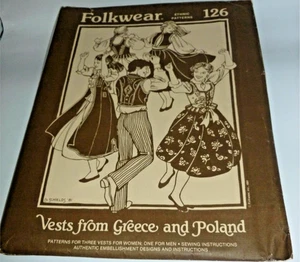 Folkwear ETHNIC PATTERNS 126
Vests from Greece and Poland
PATTERNS FOR THREE VESTS FOR WOMEN, ONE FOR MEN • SEWING INSTRUCTIONS
AUTHENTIC EMBELLISHMENT DESIGNS AND INSTRUCTIONS